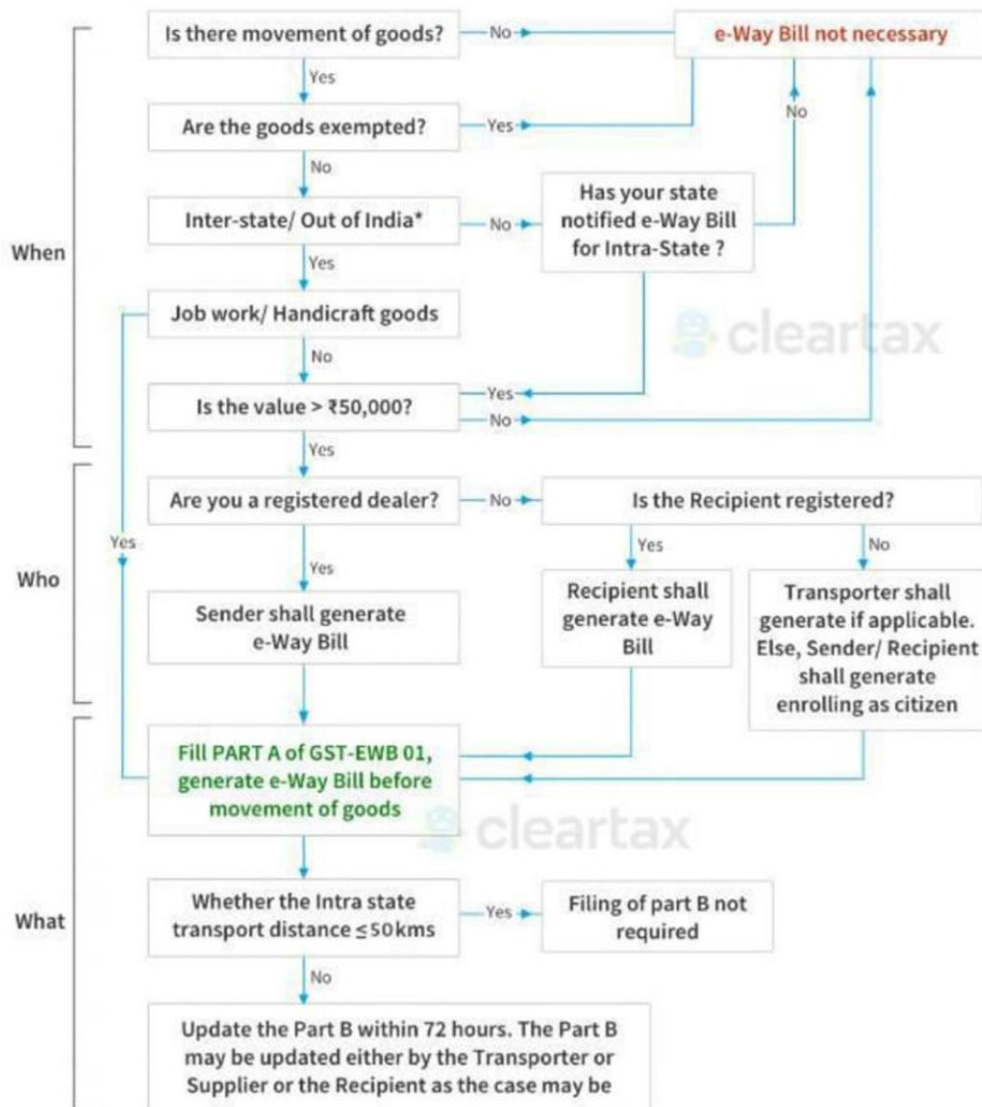 Is there movement of goods?
No
e-Way Bill not necessary
Yes
Are the goods exempted?
Yes
No
No
Inter-state/ Out of India*
No
Has your state
notified e-Way Bill
for Intra-State ?
When
Yes
Job work/ Handicraft goods
cleartax
No
Is the value > ₹50,000?
Yes
No
Yes
Are you a registered dealer?
No
Is the Recipient registered?
Yes
Who
Yes
Yes
No
Sender shall generate
e-Way Bill
Recipient shall
generate e-Way
Bill
Transporter shall
generate if applicable.
Else, Sender/ Recipient
shall generate
enrolling as citizen
Fill PART A of GST-EWB 01,
generate e-Way Bill before
movement of goods
cleartax
What
Whether the Intra state
transport distance ≤50kms
Yes
Filing of part B not
required
No
Update the Part B within 72 hours. The Part B
may be updated either by the Transporter or
Supplier or the Recipient as the case may be